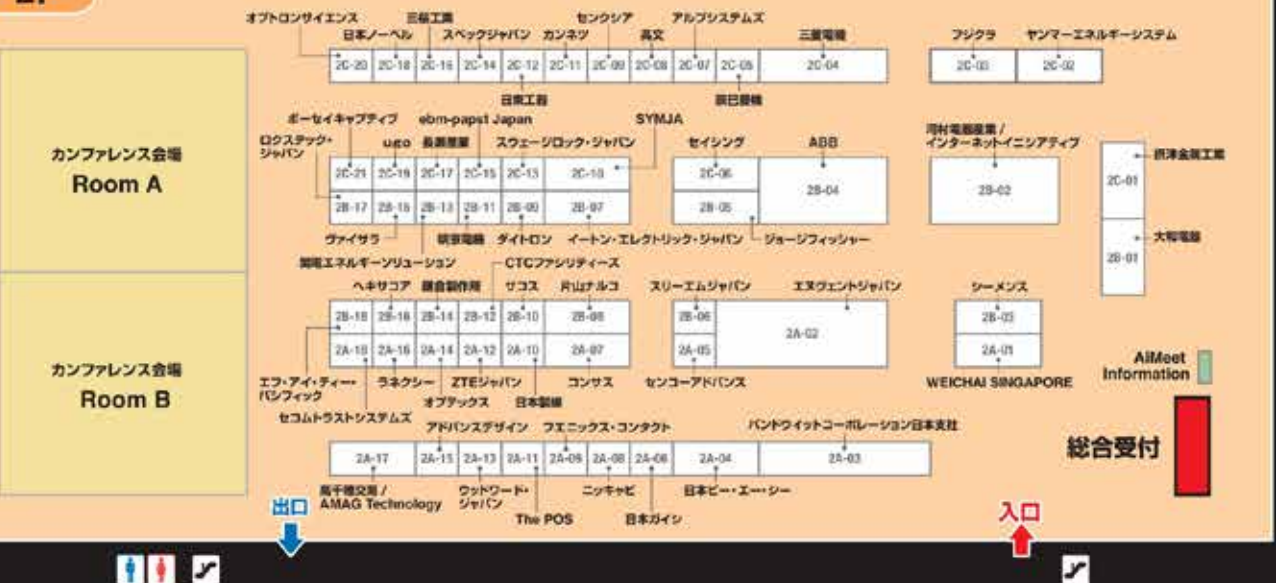 オプトロンサイエンス
三桜工業
センクシア
アルプシステムズ
日本ノーベル
スペックジャパン
カンネツ
高文
三菱電機
フジクラ
ヤンマーエネルギーシステム
2C-20 2C-18 2C-16 2C-14 2C-12 2C-11 2C-09 2C-08 2C-07 2C-05 2C-04 2C-03 2C-02
日東工器
辰巳菱機
ボーセイキャプティブ
ebm-papst Japan
SYMJA
ロクステック・
ジャパン
ugo
長瀬産業
スウェージロック・ジャパン
セイシング
ABB
河村電器産業 /
インターネットイニシアティブ
摂津金属工業
カンファレンス会場
Room A
2C-21 2C-19 2C-17 2C-15 2C-13 2C-10 2C-06 2B-04 2B-02 2C-01
2B-17 2B-15 2B-13 2B-11 2B-09 2B-07 2B-05
大和電器
2B-01
ヴァイサラ
明京電機
ダイトロン
イートン・エレクトリック・ジャパン
ジョージフィッシャー
関電エネルギーソリューション
CTCファシリティーズ
ヘキサコア
鎌倉製作所
サコス
片山ナルコ
スリーエムジャパン
エヌヴェントジャパン
シーメンス
2B-18 2B-16 2B-14 2B-12 2B-10 2B-08 2B-06 2A-02 2B-03
2A-18 2A-16 2A-14 2A-12 2A-10 2A-07 2A-05 2A-01
カンファレンス会場
Room B
エフ・アイ・ティー・
パシフィック
ラネクシー
ZTEジャパン
コンサス
センコーアドバンス
WEICHAI SINGAPORE
AiMeet
Information
オプテックス
日本製線
セコムトラストシステムズ
アドバンスデザイン
フエニックス・コンタクト
パンドウイットコーポレーション日本支社
総合受付
2A-17 2A-15 2A-13 2A-11 2A-09 2A-08 2A-06 2A-04 2A-03
高千穂交易 /
AMAG Technology
ウッドワード・
ジャパン
ニッキャビ
日本ピー・エー・シー
The POS
日本ガイシ
出口
入口